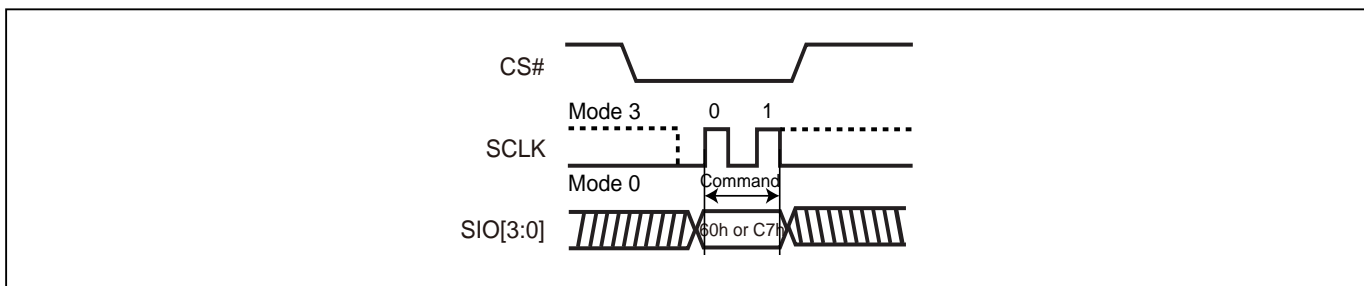 CS#
Mode 3 0 1
SCLK
Mode 0 Command
SIO[3:0] 60h or C7h